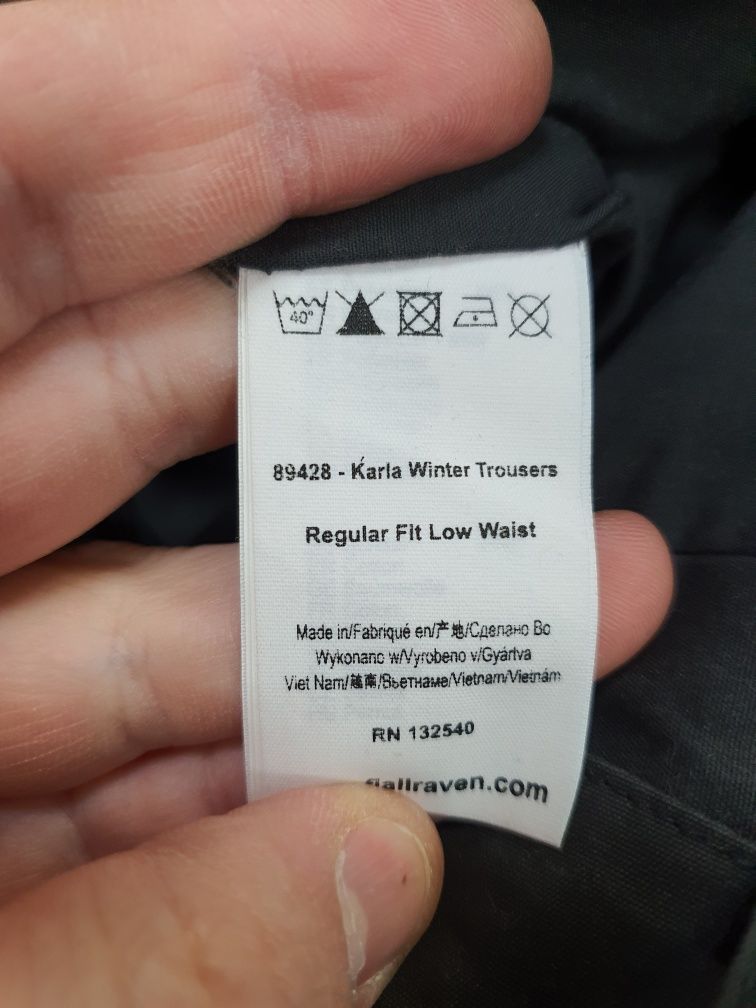 40°
89428 - Karla Winter Trousers
Regular Fit Low Waist
Made in/Fabriqué en/产地/Сделано Во
Wykonano w/Vyrobeno v/Gyártva
Viet Nam/越南/Вьетнаме/Vietnam/Vietnám
RN 132540
fjallraven.com